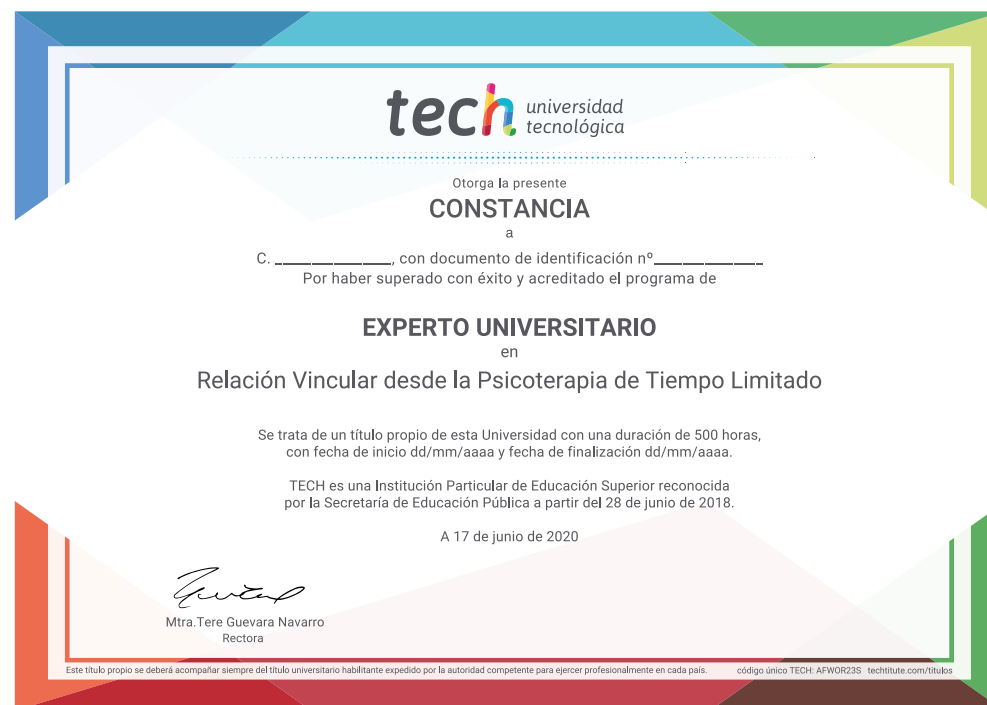 tech universidad
tecnológica
Otorga la presente
CONSTANCIA
a
C. ______________, con documento de identificación nº______________
Por haber superado con éxito y acreditado el programa de
EXPERTO UNIVERSITARIO
en
Relación Vincular desde la Psicoterapia de Tiempo Limitado
Se trata de un título propio de esta Universidad con una duración de 500 horas,
con fecha de inicio dd/mm/aaaa y fecha de finalización dd/mm/aaaa.
TECH es una Institución Particular de Educación Superior reconocida
por la Secretaría de Educación Pública a partir del 28 de junio de 2018.
A 17 de junio de 2020
Mtra.Tere Guevara Navarro
Rectora
Este título propio se deberá acompañar siempre del título universitario habilitante expedido por la autoridad competente para ejercer profesionalmente en cada país. código único TECH: AFWOR23S techtitute.com/titulos